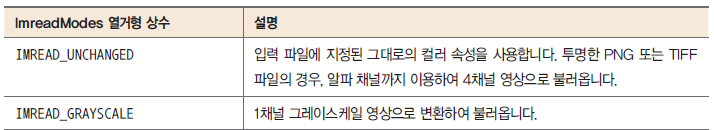 ImreadModes 열거형 상수 설명
IMREAD_UNCHANGED 입력 파일에 지정된 그대로의 컬러 속성을 사용합니다. 투명한 PNG 또는 TIFF
파일의 경우, 알파 채널까지 이용하여 4채널 영상으로 불러옵니다.
IMREAD_GRAYSCALE 1채널 그레이스케일 영상으로 변환하여 불러옵니다.